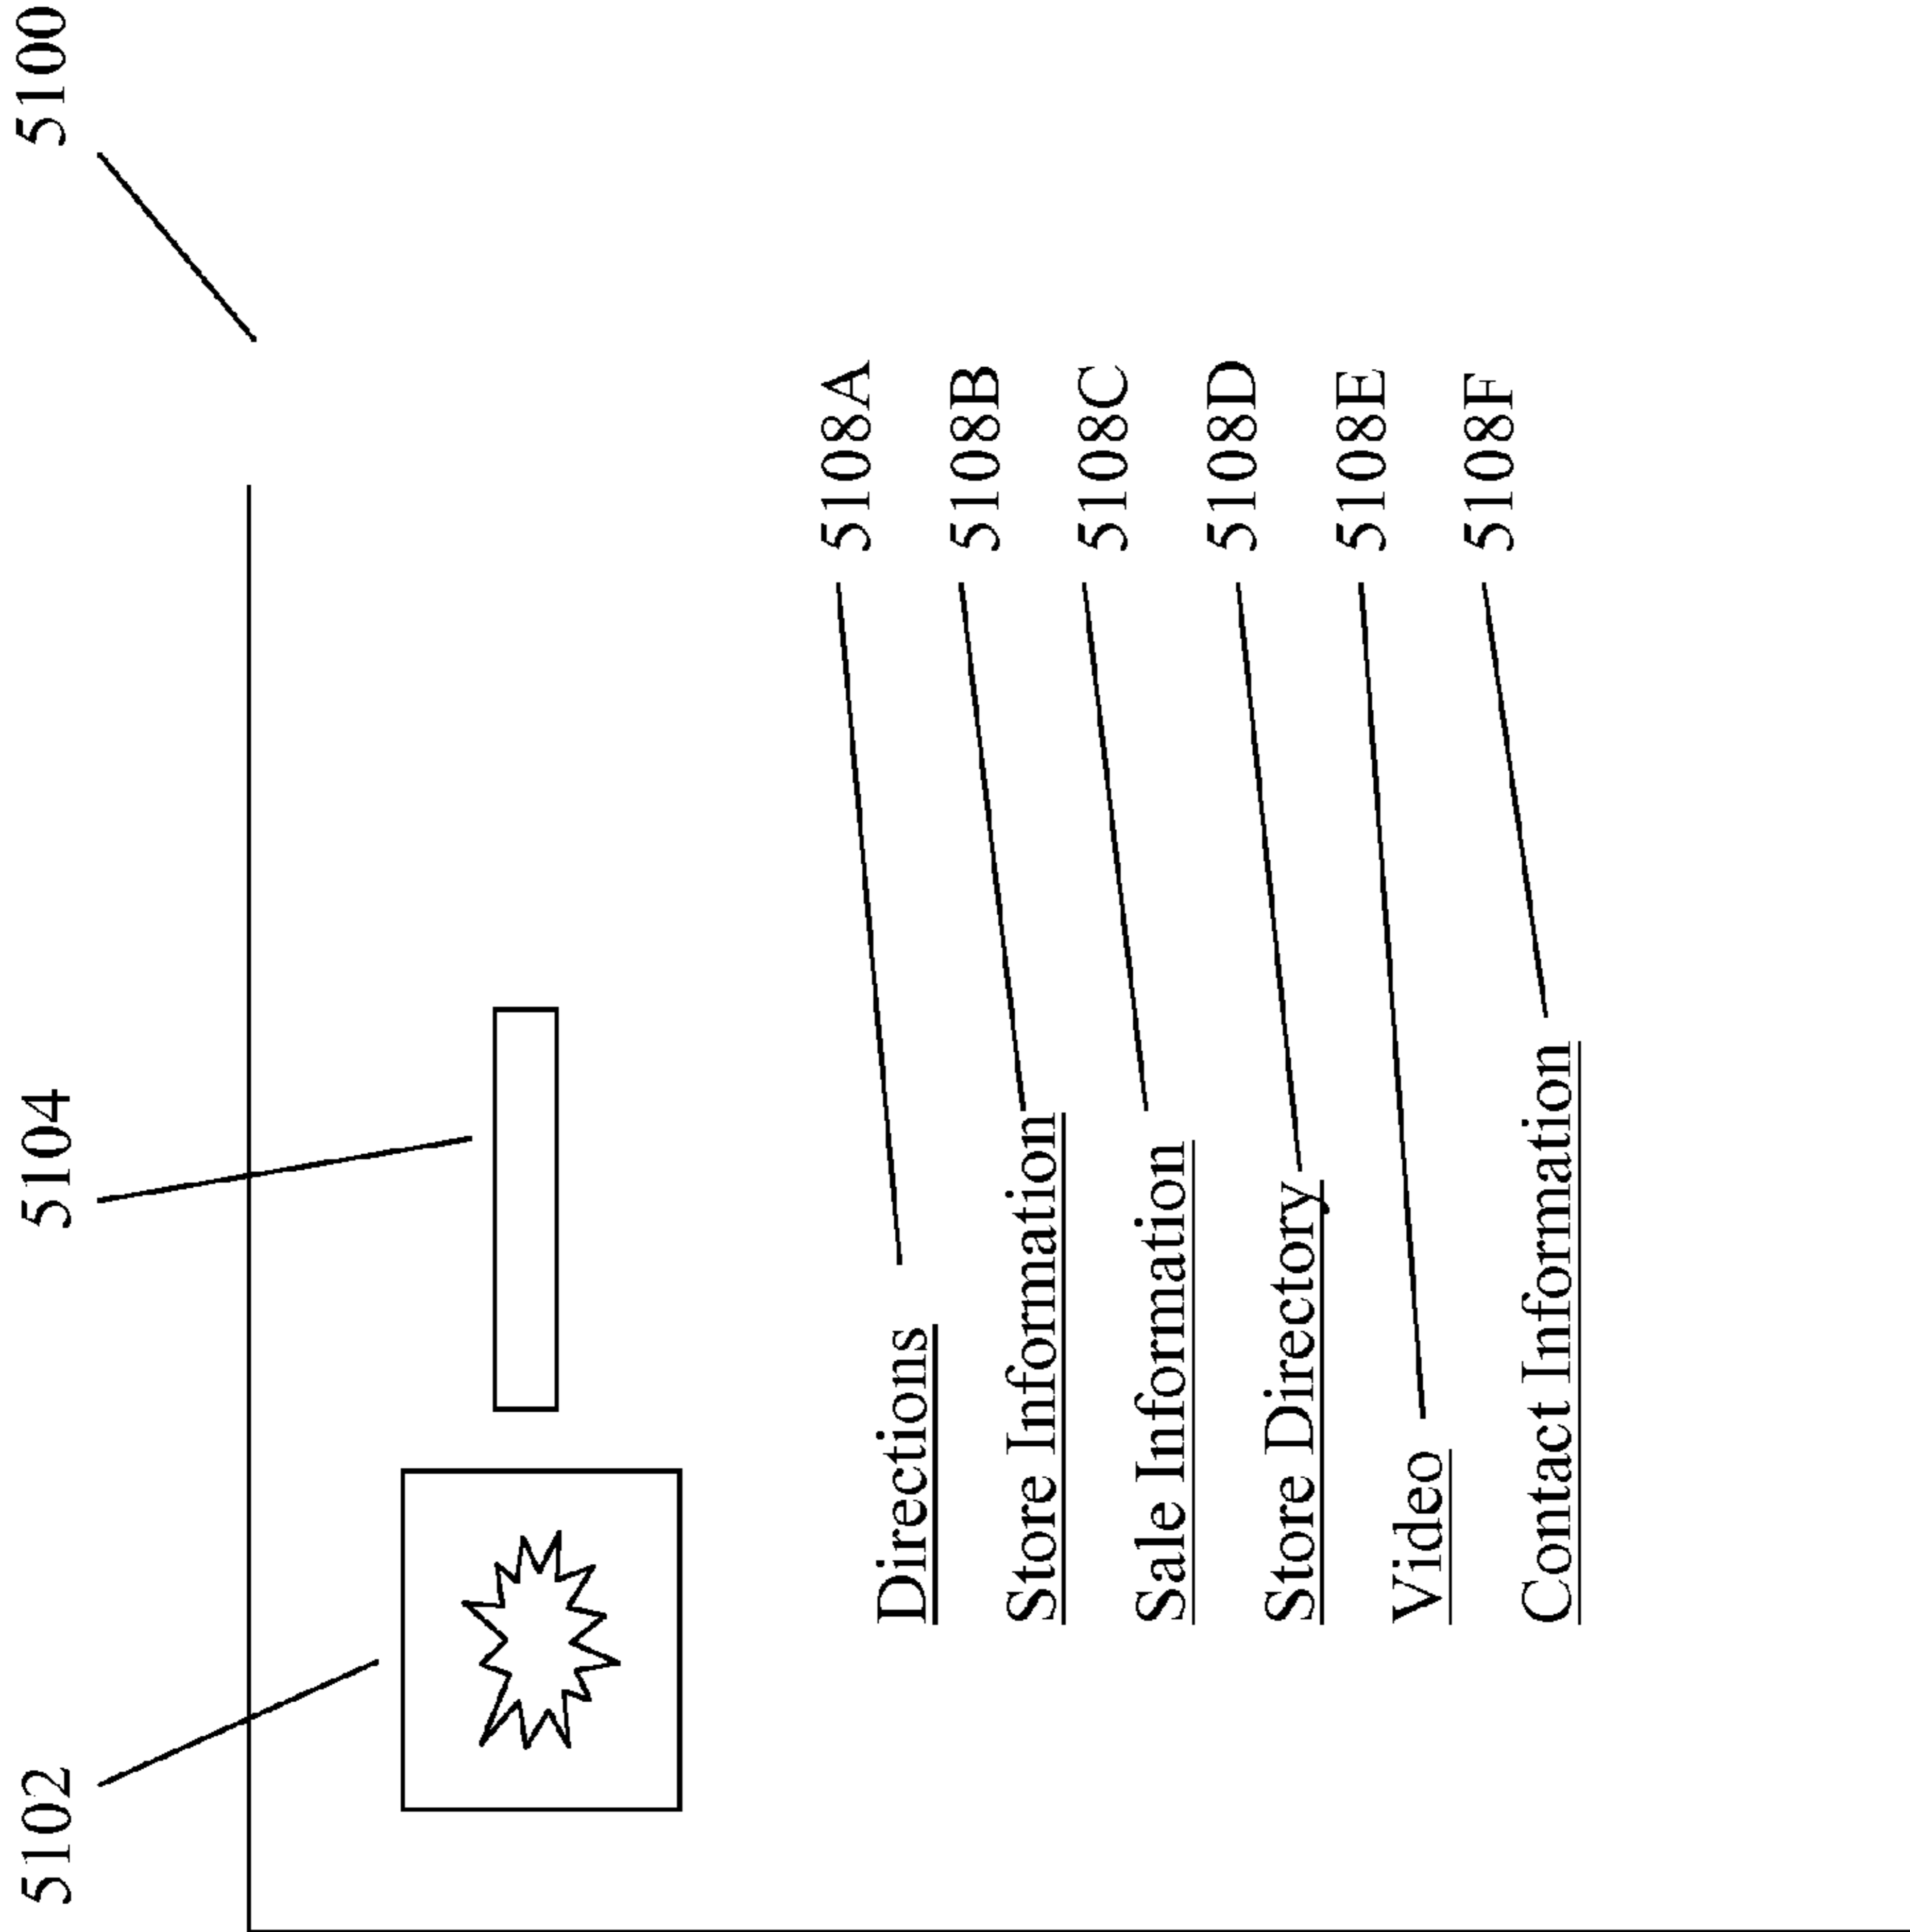 5102 5104 5100
Directions 5108A
Store Information 5108B
Sale Information 5108C
Store Directory 5108D
Video 5108E
Contact Information 5108F